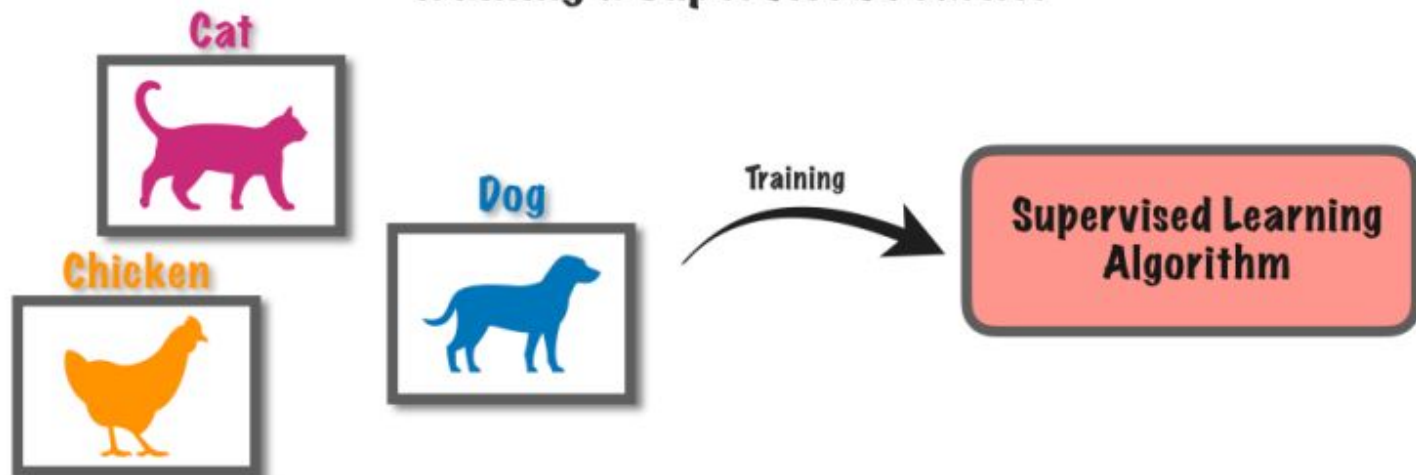 Cat
Dog
Chicken
Training
Supervised Learning
Algorithm